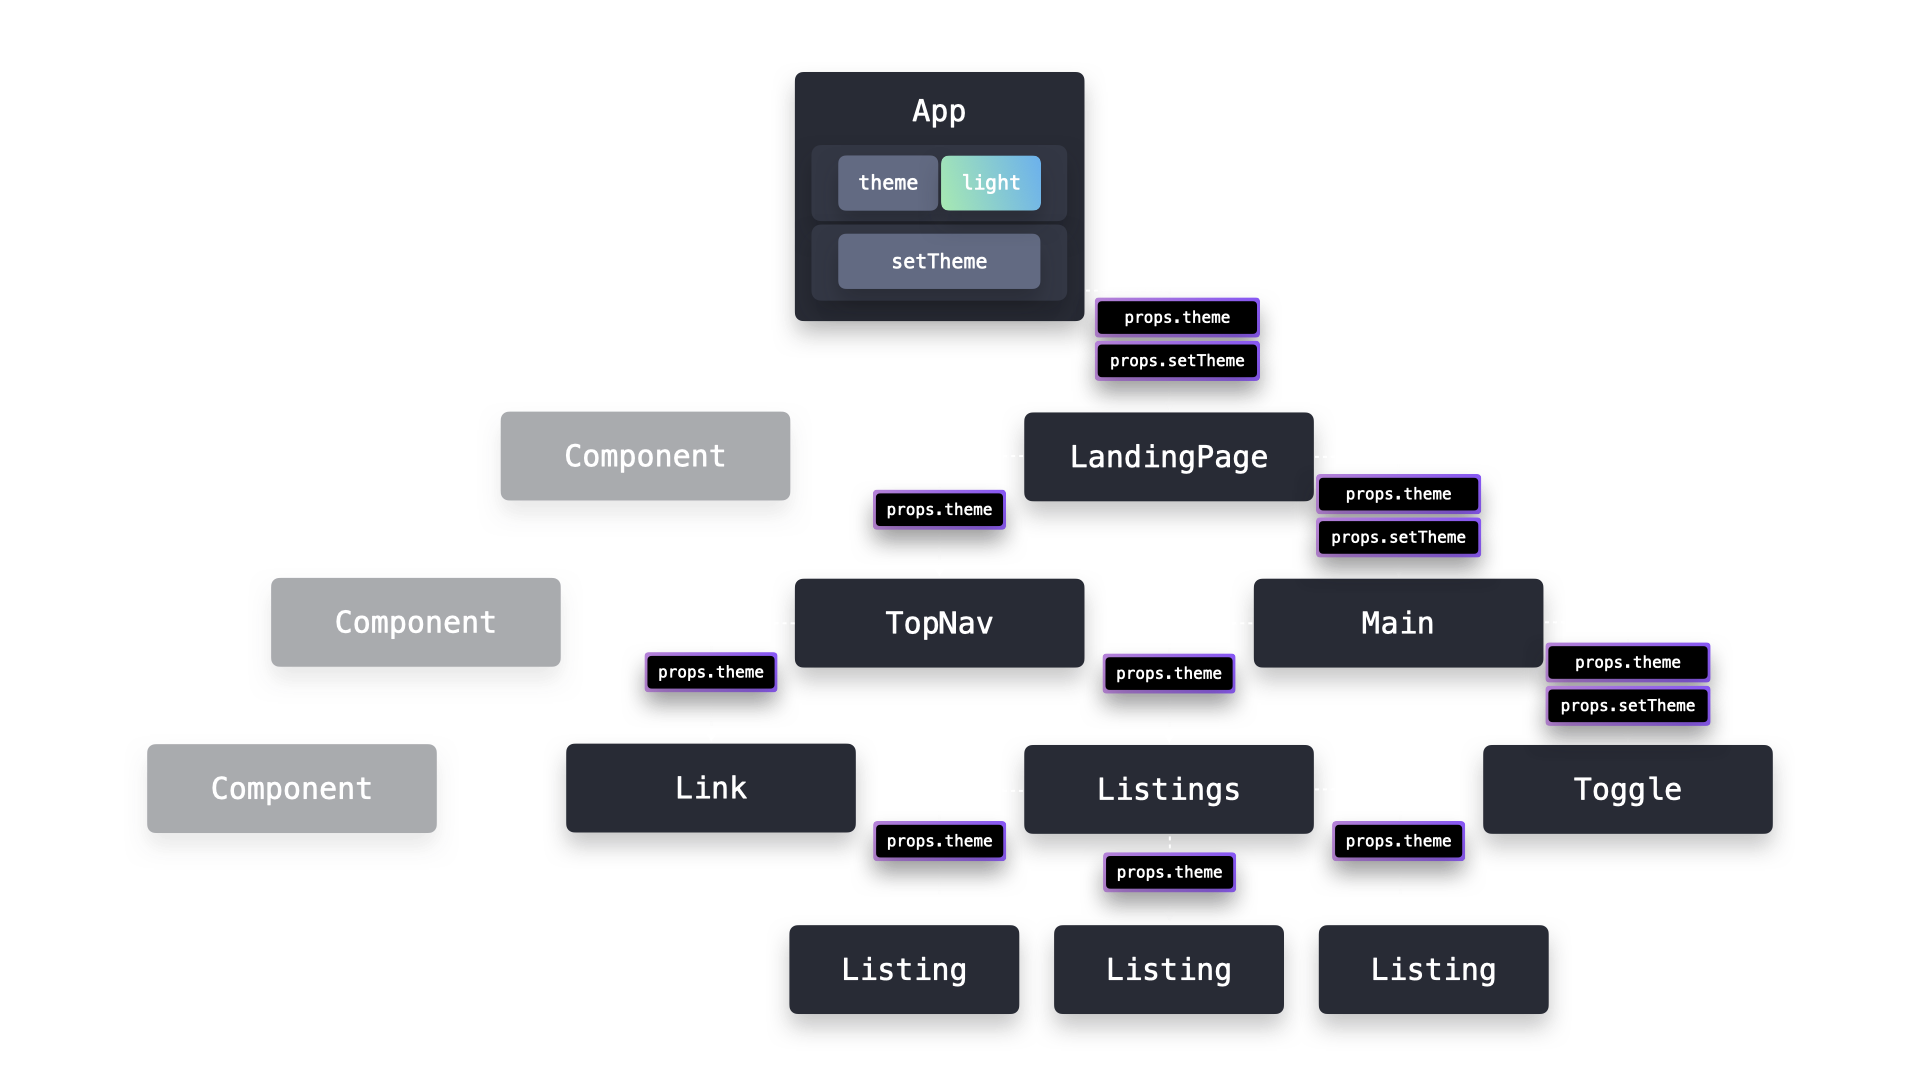 App
theme light
setTheme
props.theme
props.setTheme
Component
LandingPage
props.theme
props.theme
props.setTheme
Component
TopNav
Main
props.theme
props.theme
props.theme
props.setTheme
Component
Link
Listings
Toggle
props.theme
props.theme
props.theme
Listing
Listing
Listing